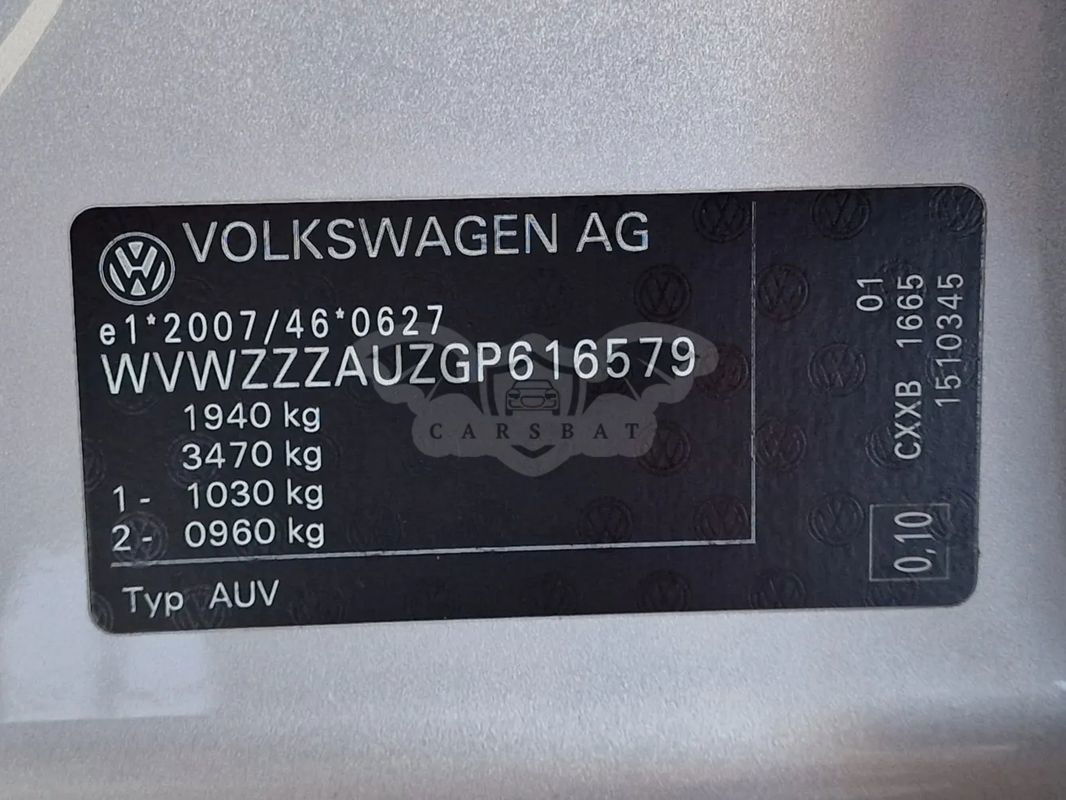 VOLKSWAGEN AG
e1*2007/46*0627
WVWZZZAUZGP616579
1940 kg
3470 kg
1 - 1030 kg
2 - 0960 kg
Typ AUV
01
CXXB 1665
1510345
0,10
CARSBAT